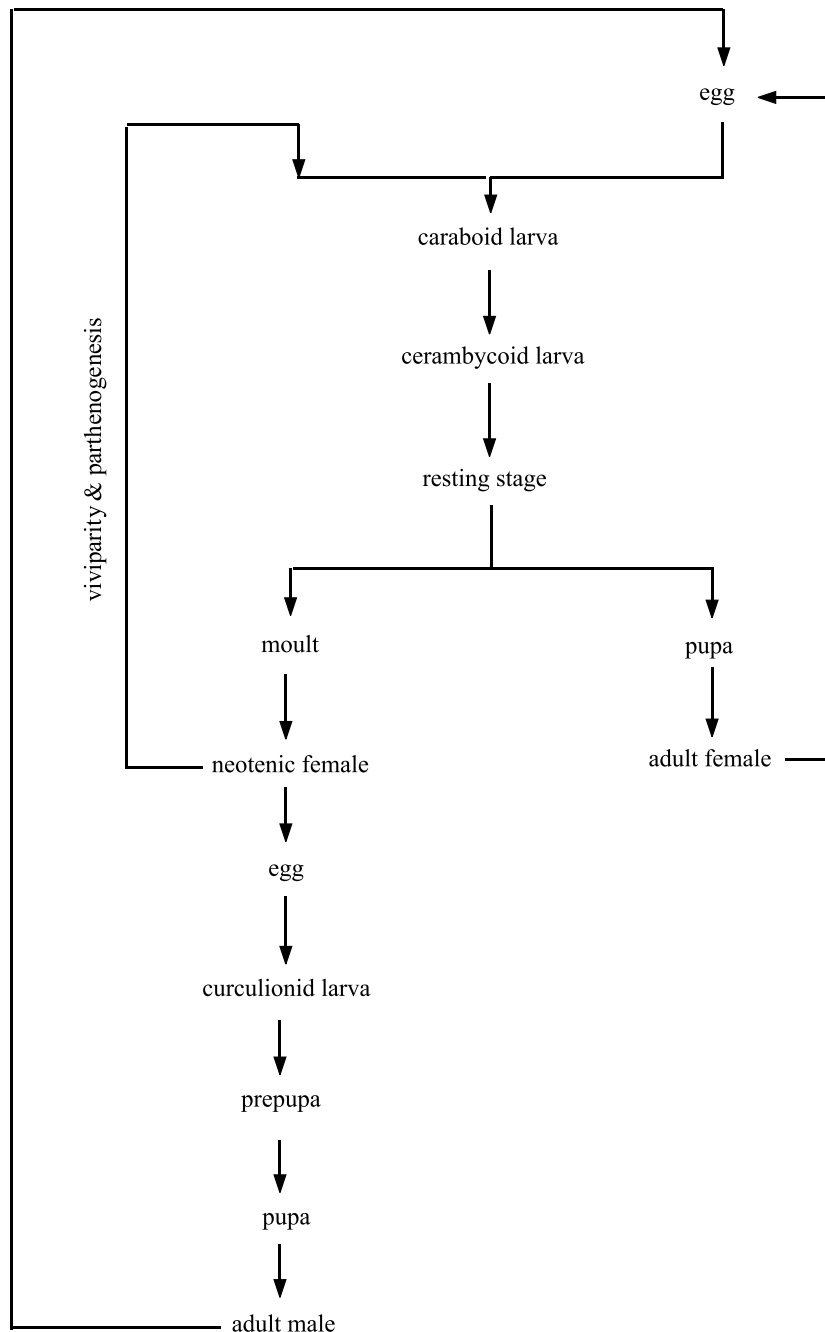 egg
caraboid larva
cerambycoid larva
viviparity & parthenogenesis
resting stage
moult
pupa
neotenic female
adult female
egg
curculionid larva
prepupa
pupa
adult male